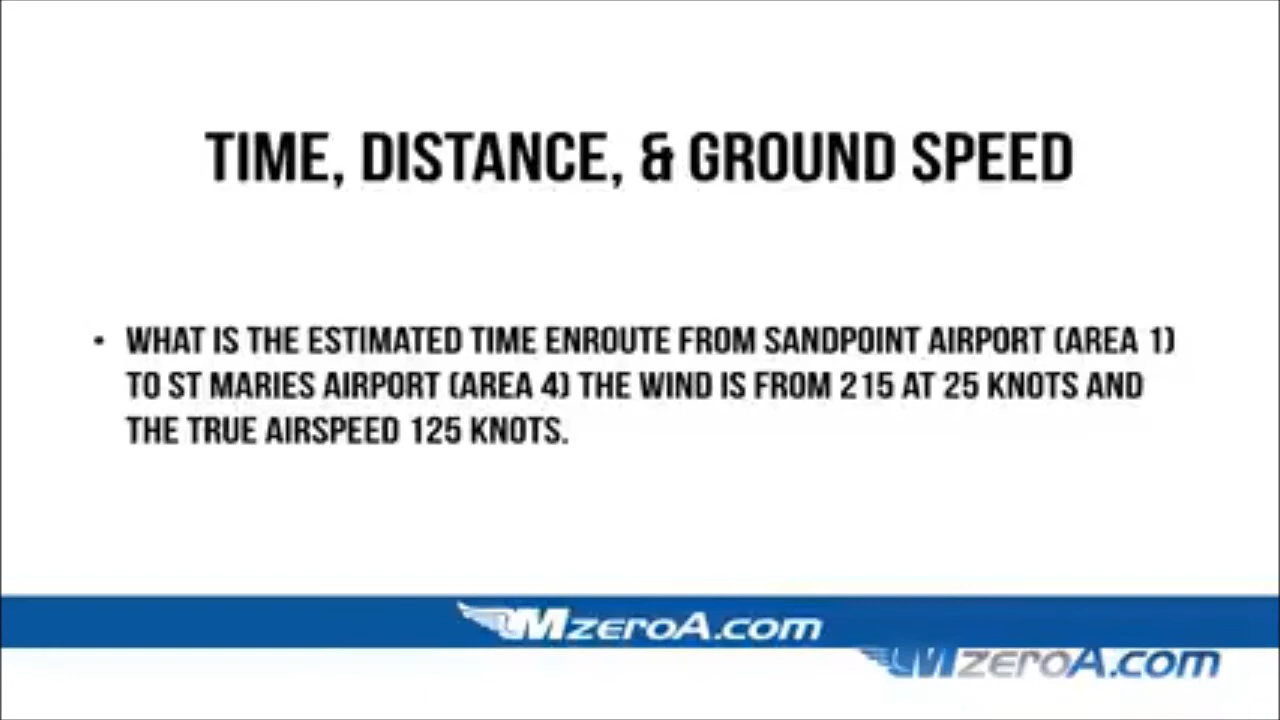 TIME, DISTANCE, & GROUND SPEED
• WHAT IS THE ESTIMATED TIME ENROUTE FROM SANDPOINT AIRPORT (AREA 1)
TO ST MARIES AIRPORT (AREA 4) THE WIND IS FROM 215 AT 25 KNOTS AND
THE TRUE AIRSPEED 125 KNOTS.
MzeroA.com
MzeroA.com